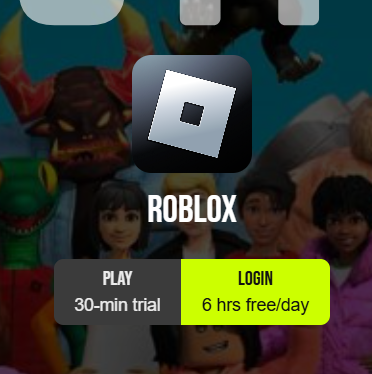 ROBLOX
PLAY
30-min trial
LOGIN
6 hrs free/day